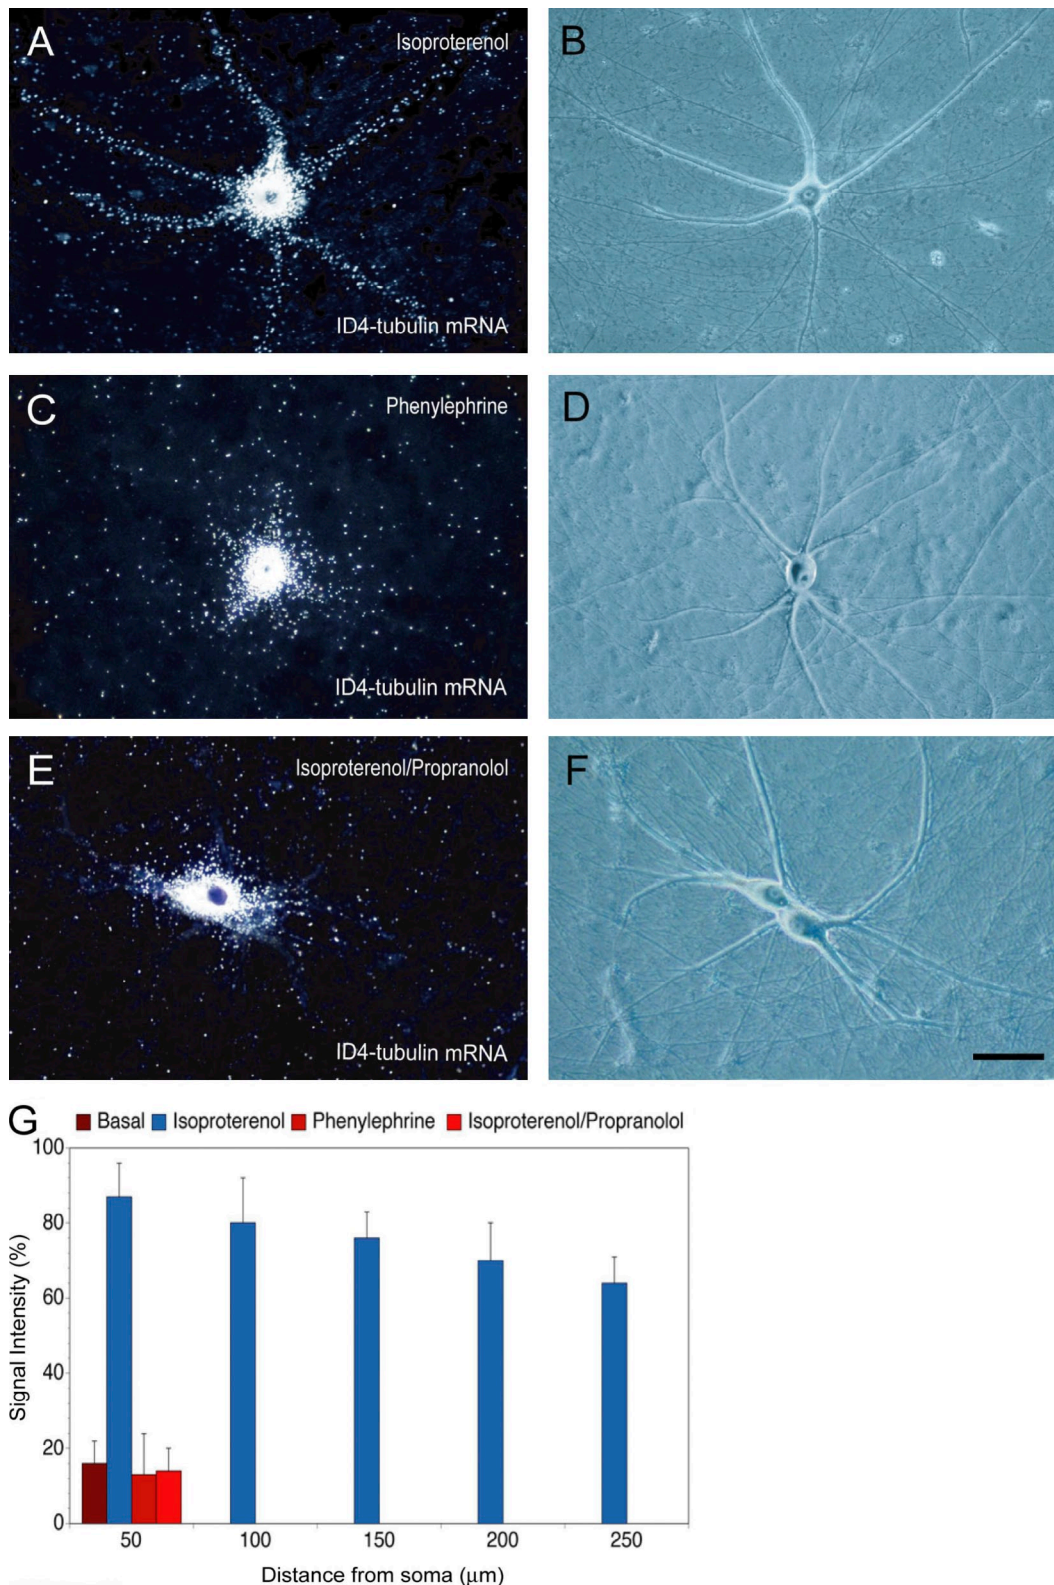 A
Isoproterenol
ID4-tubulin mRNA
B
C
Phenylephrine
ID4-tubulin mRNA
D
E
Isoproterenol/Propranolol
ID4-tubulin mRNA
F
G
Basal Isoproterenol Phenylephrine Isoproterenol/Propranolol
Signal Intensity (%)
100
80
60
40
20
0
50 100 150 200 250
Distance from soma (μm)